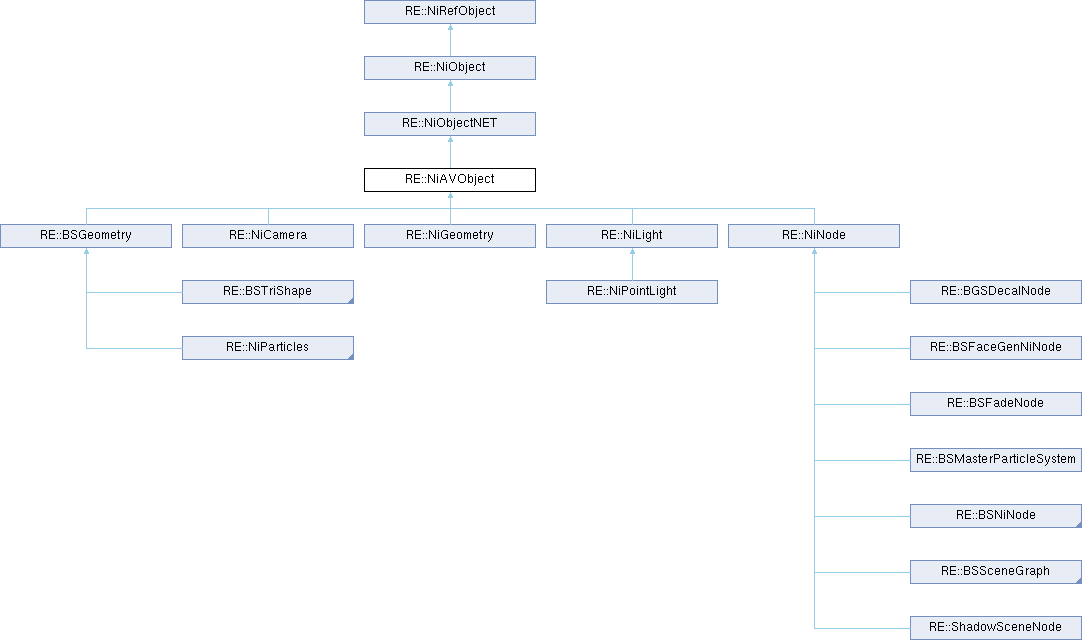 RE::NiRefObject
RE::NiObject
RE::NiObjectNET
RE::NiAVObject
RE::BSGeometry
RE::NiCamera
RE::NiGeometry
RE::NiLight
RE::NiNode
RE::BSTriShape
RE::NiPointLight
RE::BGSDecalNode
RE::NiParticles
RE::BSFaceGenNiNode
RE::BSFadeNode
RE::BSMasterParticleSystem
RE::BSNiNode
RE::BSSceneGraph
RE::ShadowSceneNode